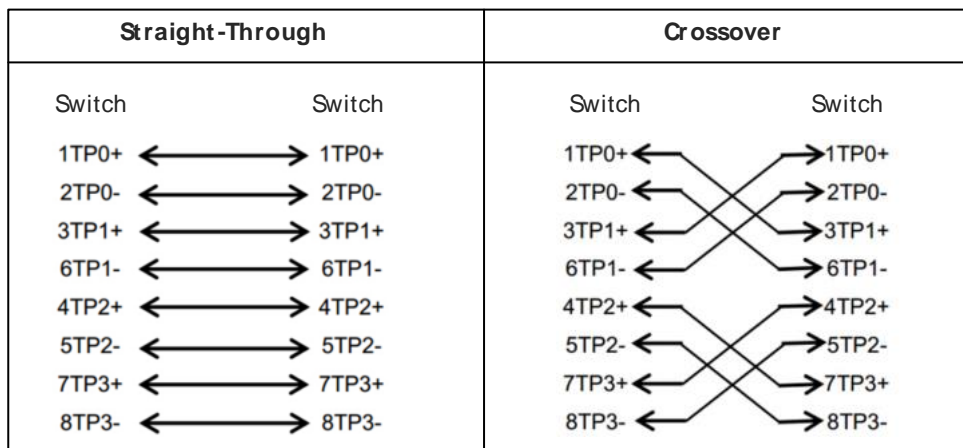 Straight-Through Crossover
Switch Switch Switch Switch
1TP0+ 1TP0+ 1TP0+ 1TP0+
2TP0- 2TP0- 2TP0- 2TP0-
3TP1+ 3TP1+ 3TP1+ 3TP1+
6TP1- 6TP1- 6TP1- 6TP1-
4TP2+ 4TP2+ 4TP2+ 4TP2+
5TP2- 5TP2- 5TP2- 5TP2-
7TP3+ 7TP3+ 7TP3+ 7TP3+
8TP3- 8TP3- 8TP3- 8TP3-